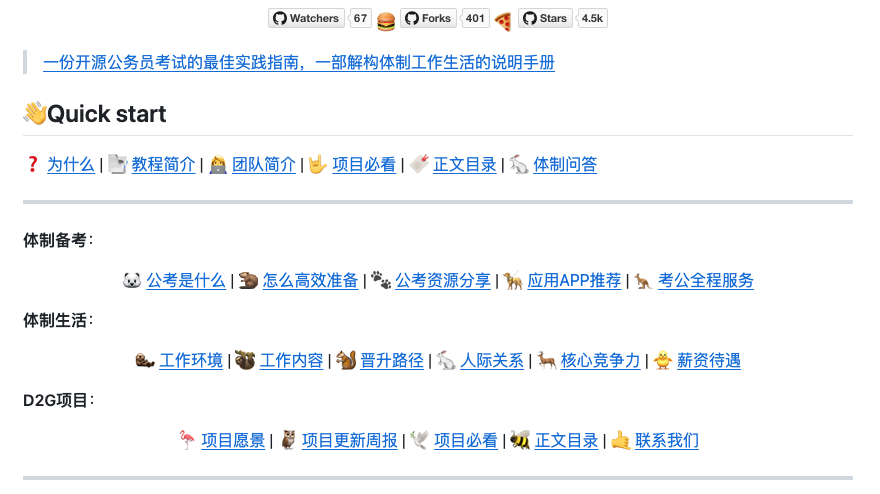 Watchers 67 🍔 Forks 401 🍕 Stars 4.5k
一份开源公务员考试的最佳实践指南，一部解构体制工作生活的说明手册
👋Quick start
❓ 为什么 | 📄 教程简介 | 👩‍💻 团队简介 | 🤟 项目必看 | 🏷 正文目录 | 🐇 体制问答
体制备考：
🐼 公考是什么 | 🦫 怎么高效准备 | 🐾 公考资源分享 | 🐕‍🦺 应用APP推荐 | 🦘 考公全程服务
体制生活：
🦦 工作环境 | 🦥 工作内容 | 🐿 晋升路径 | 🐇 人际关系 | 🦌 核心竞争力 | 🐥 薪资待遇
D2G项目：
🦩 项目愿景 | 🦉 项目更新周报 | 🕊 项目必看 | 🐝 正文目录 | 🤙 联系我们